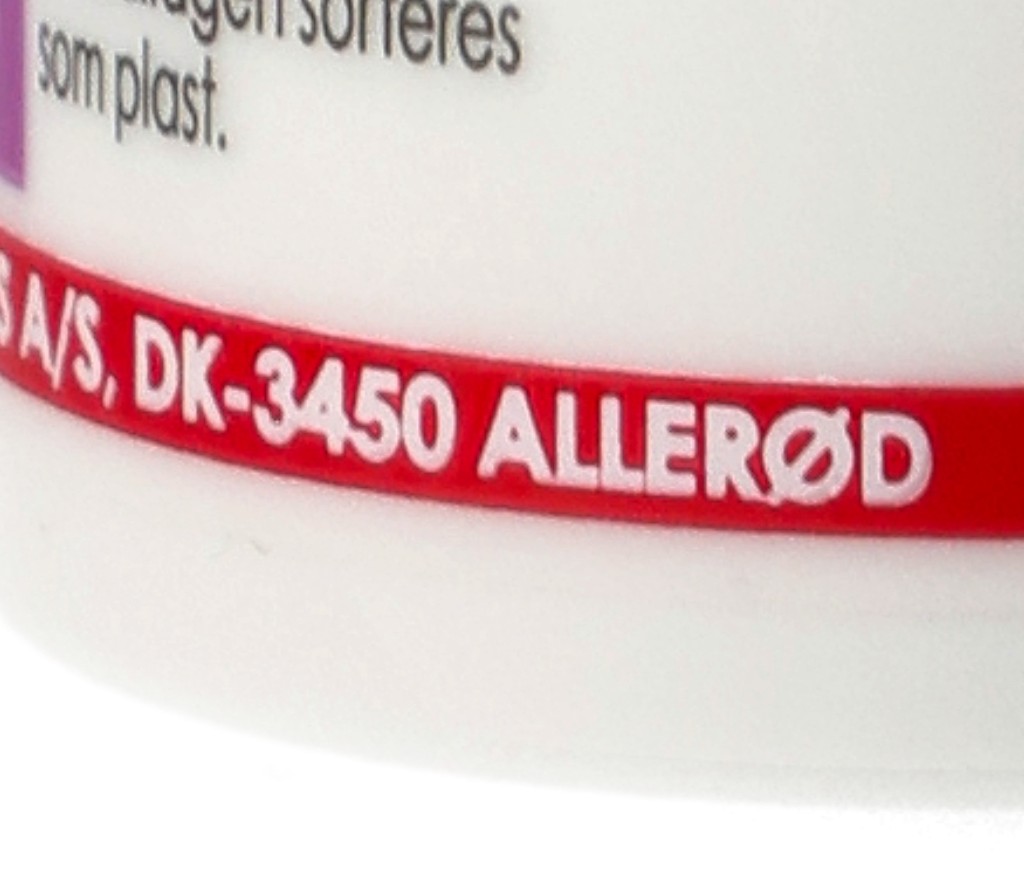 sorteres
som plast.
A/S, DK-3450 ALLERØD